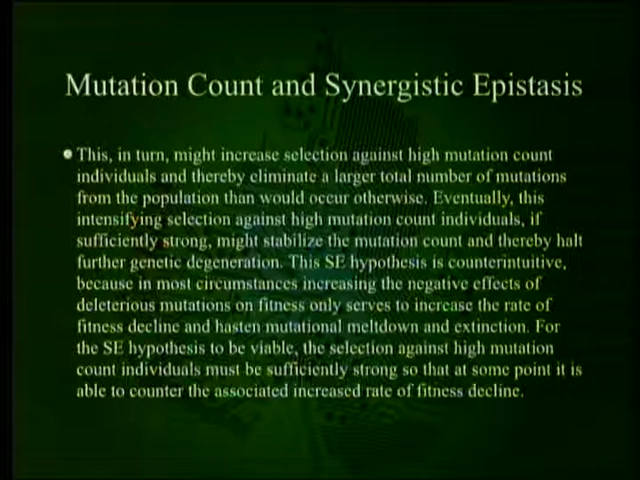 Mutation Count and Synergistic Epistasis
This, in turn, might increase selection against high mutation count
individuals and thereby eliminate a larger total number of mutations
from the population than would occur otherwise. Eventually, this
intensifying selection against high mutation count individuals, if
sufficiently strong, might stabilize the mutation count and thereby halt
further genetic degeneration. This SE hypothesis is counterintuitive,
because in most circumstances increasing the negative effects of
deleterious mutations on fitness only serves to increase the rate of
fitness decline and hasten mutational meltdown and extinction. For
the SE hypothesis to be viable, the selection against high mutation
count individuals must be sufficiently strong so that at some point it is
able to counter the associated increased rate of fitness decline.